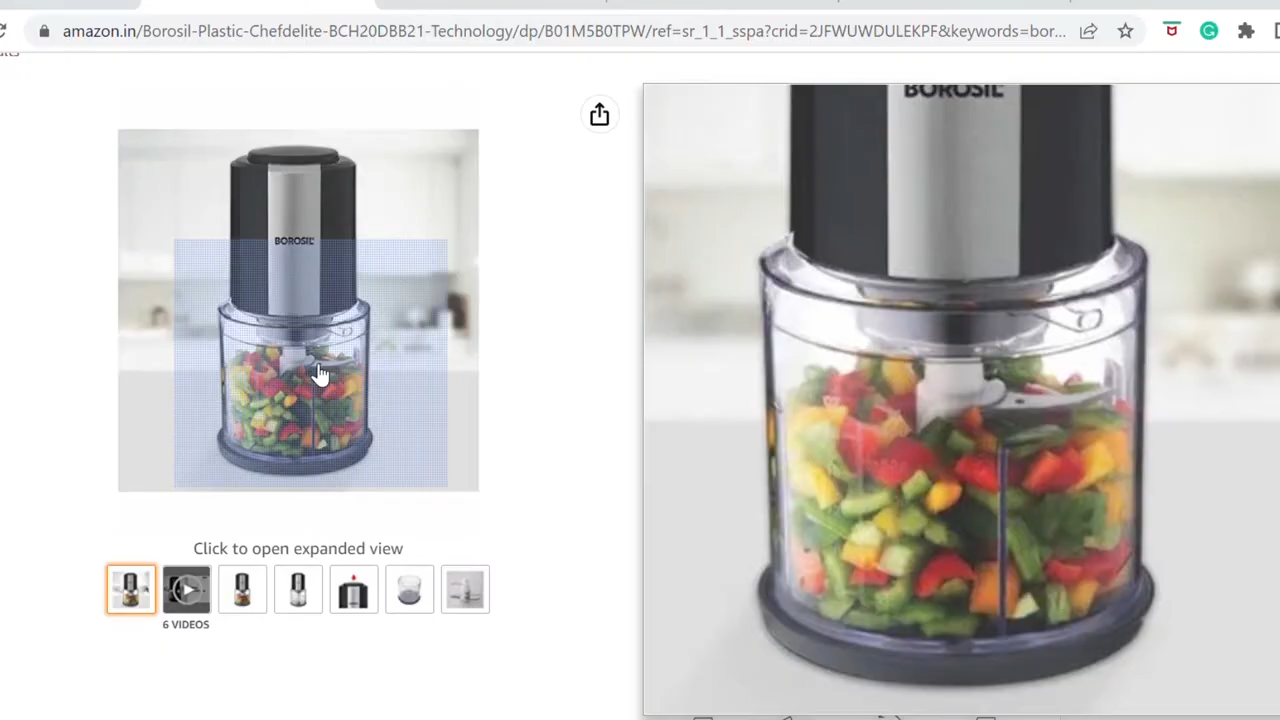 amazon.in/Borosil-Plastic-Chefdelite-BCH20DBB21-Techology/dp/B01M5B0TPW/ref=sr_1_1_sspa?crid=2JFWUWDULEKPF&keywords=bor...
BOROSIL
BOROSIL
Click to open expanded view
6 VIDEOS